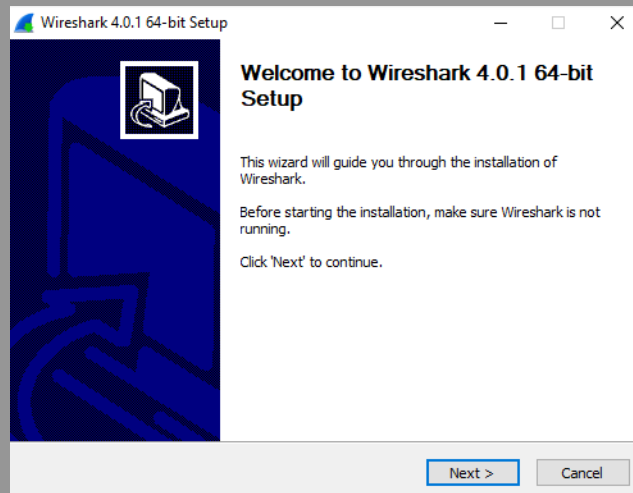 Wireshark 4.0.1 64-bit Setup
Welcome to Wireshark 4.0.1 64-bit
Setup
This wizard will guide you through the installation of
Wireshark.
Before starting the installation, make sure Wireshark is not
running.
Click 'Next' to continue.
Next >
Cancel